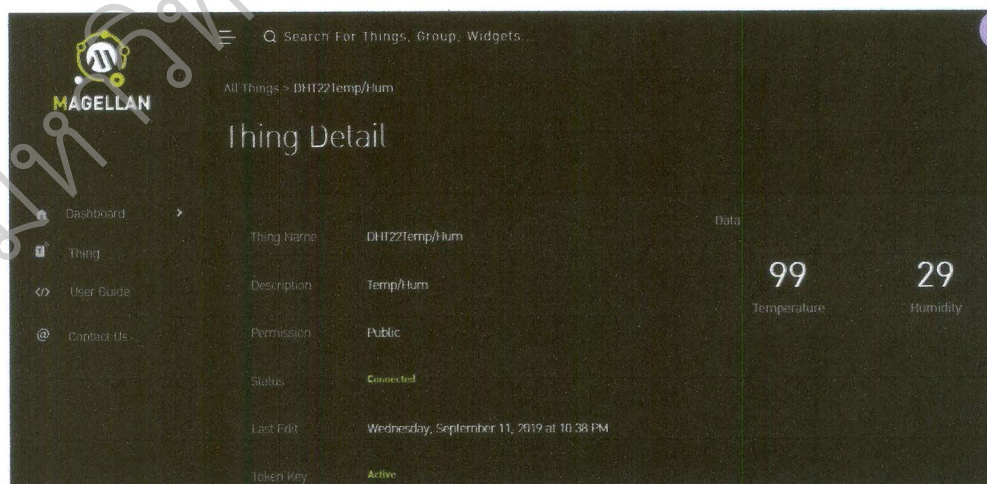 Search For Things, Group, Widgets...
MAGELLAN
All Things > DHT22Temp/Hum
Thing Detail
Dashboard
Thing
User Guide
Contact Us
Data
Thing Name DHT22Temp/Hum
Description Temp/Hum
Permission Public
Status Connected
Last Edit Wednesday, September 11, 2019 at 10:38 PM
Token Key Active
99
Temperature
29
Humidity